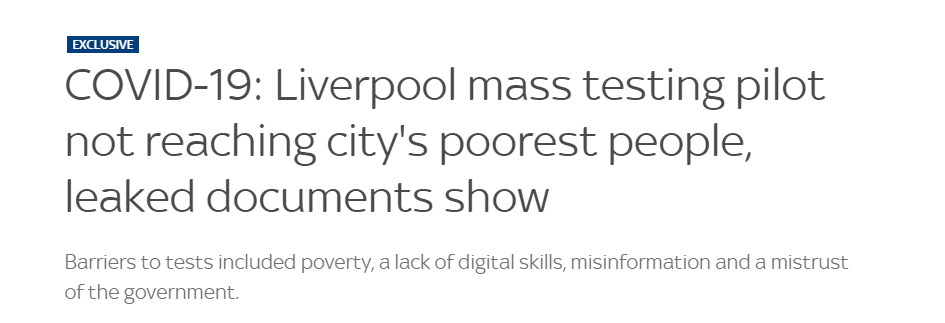 EXCLUSIVE
COVID-19: Liverpool mass testing pilot
not reaching city's poorest people,
leaked documents show
Barriers to tests included poverty, a lack of digital skills, misinformation and a mistrust
of the government.